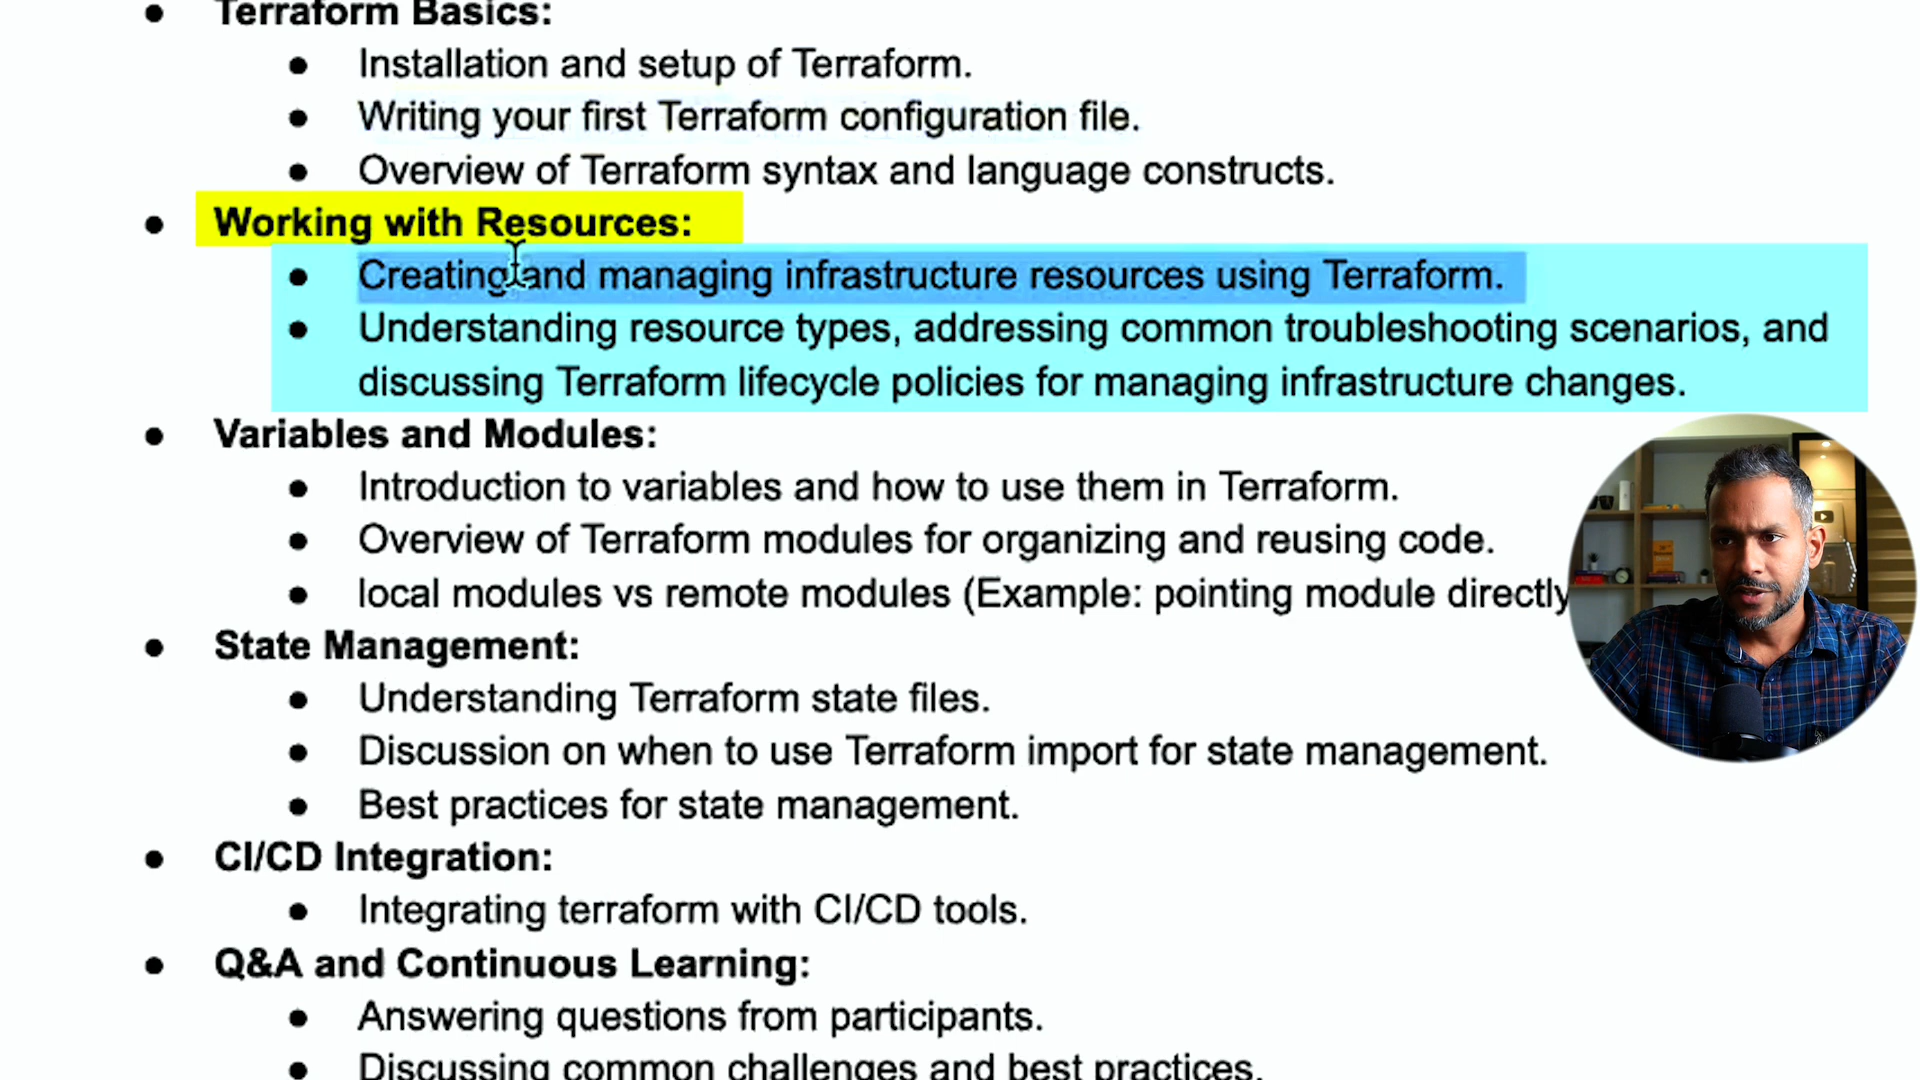 Terraform Basics:
Installation and setup of Terraform.
Writing your first Terraform configuration file.
Overview of Terraform syntax and language constructs.
Working with Resources:
Creating and managing infrastructure resources using Terraform.
Understanding resource types, addressing common troubleshooting scenarios, and
discussing Terraform lifecycle policies for managing infrastructure changes.
Variables and Modules:
Introduction to variables and how to use them in Terraform.
Overview of Terraform modules for organizing and reusing code.
local modules vs remote modules (Example: pointing module directly
State Management:
Understanding Terraform state files.
Discussion on when to use Terraform import for state management.
Best practices for state management.
CI/CD Integration:
Integrating terraform with CI/CD tools.
Q&A and Continuous Learning:
Answering questions from participants.
Discussing common challenges and best practices.